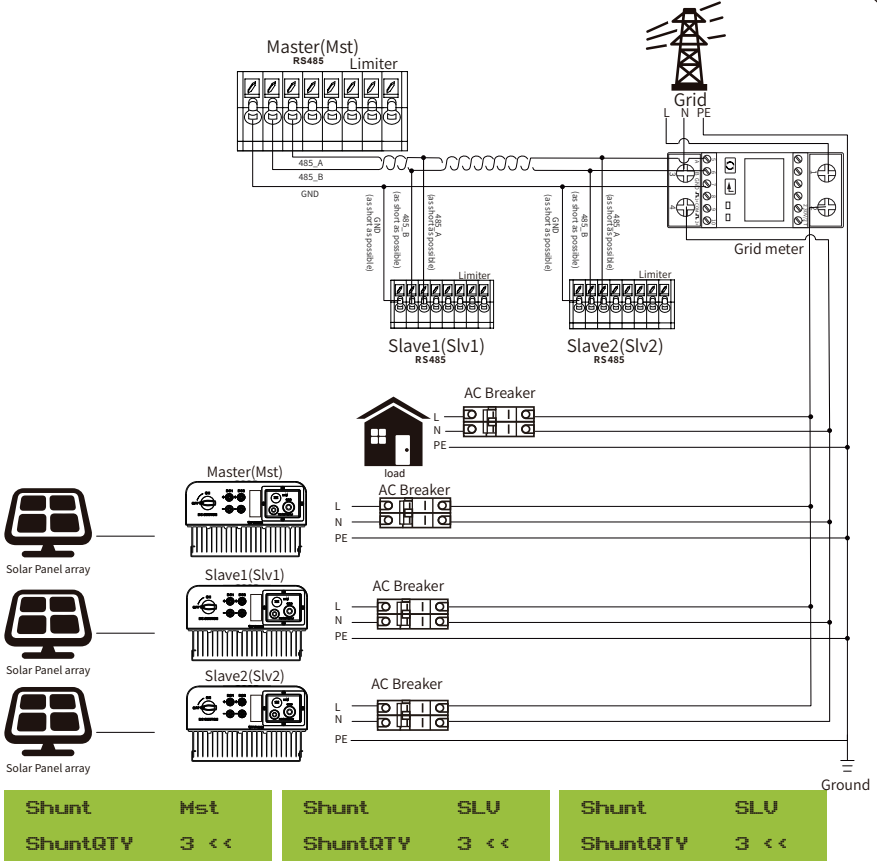 Master(Mst)
RS485
Limiter
Grid
L N PE
485_A
485_B
GND
GND
(as short as possible)
485_B
(as short as possible)
485_A
(as short as possible)
GND
(as short as possible)
485_B
(as short as possible)
485_A
(as short as possible)
Grid meter
Limiter
Limiter
Slave1(Slv1)
RS485
Slave2(Slv2)
RS485
AC Breaker
L
N
PE
load
Master(Mst)
AC Breaker
L
N
PE
Solar Panel array
Slave1(Slv1)
AC Breaker
L
N
PE
Solar Panel array
Slave2(Slv2)
AC Breaker
L
N
PE
Solar Panel array
Ground
Shunt Mst
ShuntQTY 3 <<
Shunt SLV
ShuntQTY 3 <<
Shunt SLV
ShuntQTY 3 <<